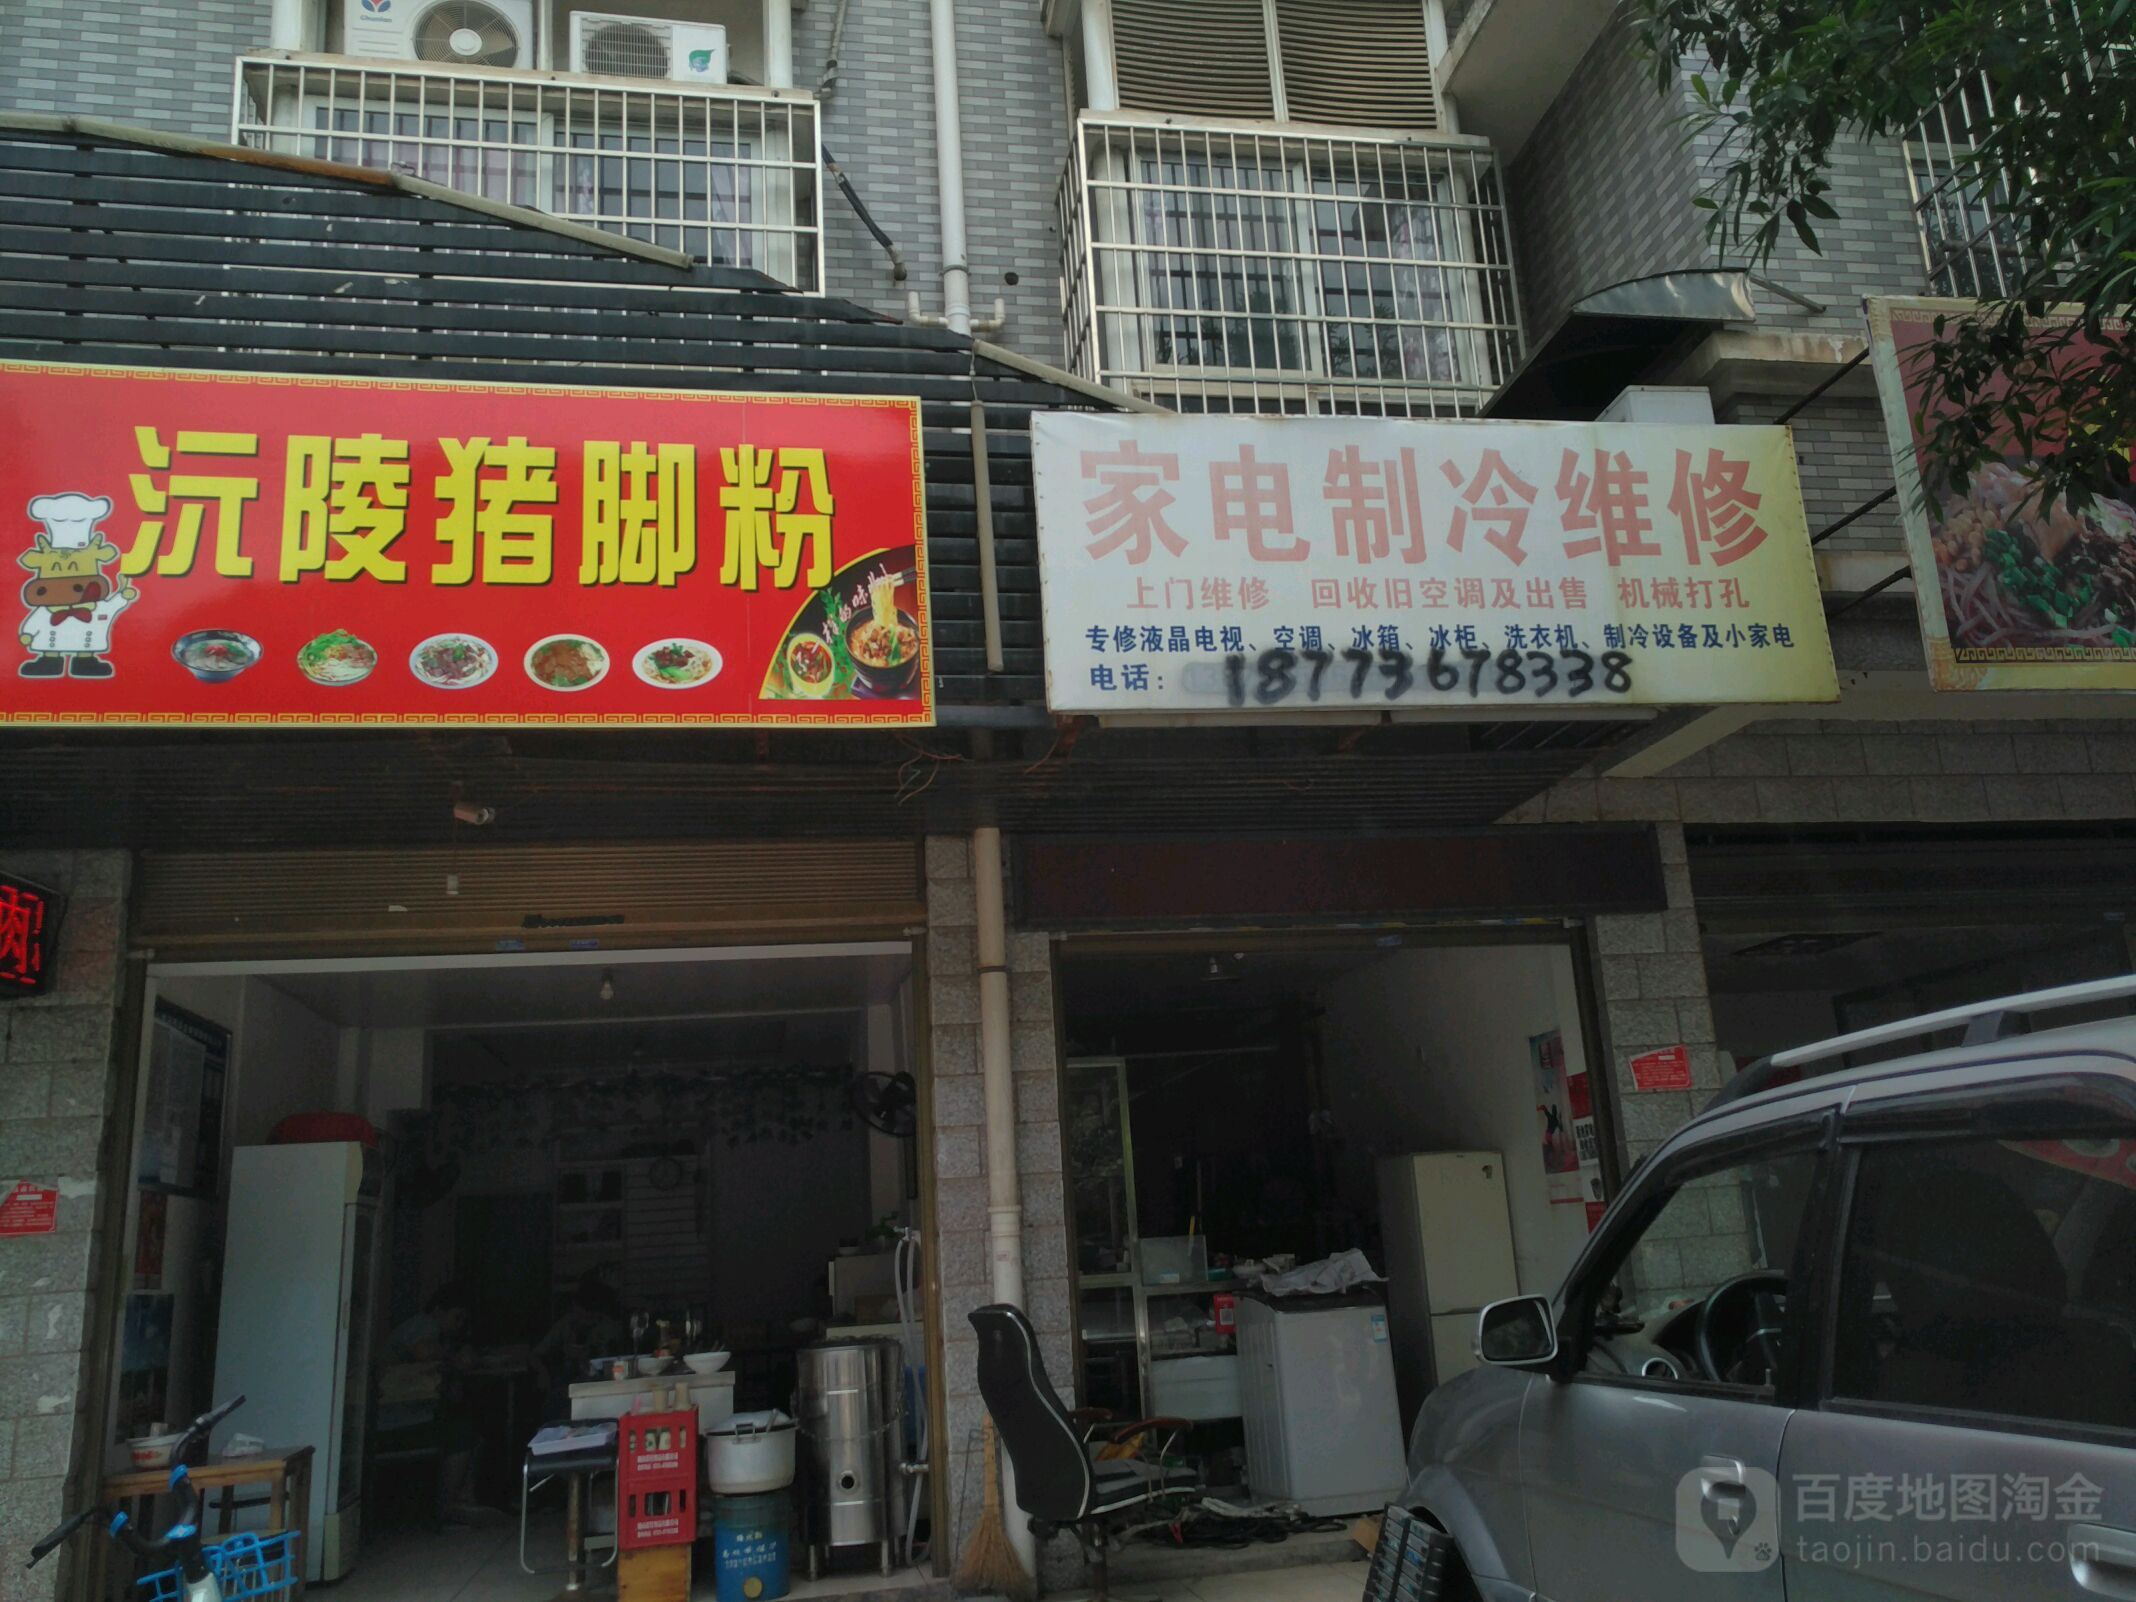 Chunlan
沅陵猪脚粉
家电制冷维修
上门维修 回收旧空调及出售 机械打孔
专修液晶电视、空调、冰箱、冰柜、洗衣机、制冷设备及小家电
电话: 18773678338
百度地图淘金
taojin.baidu.com